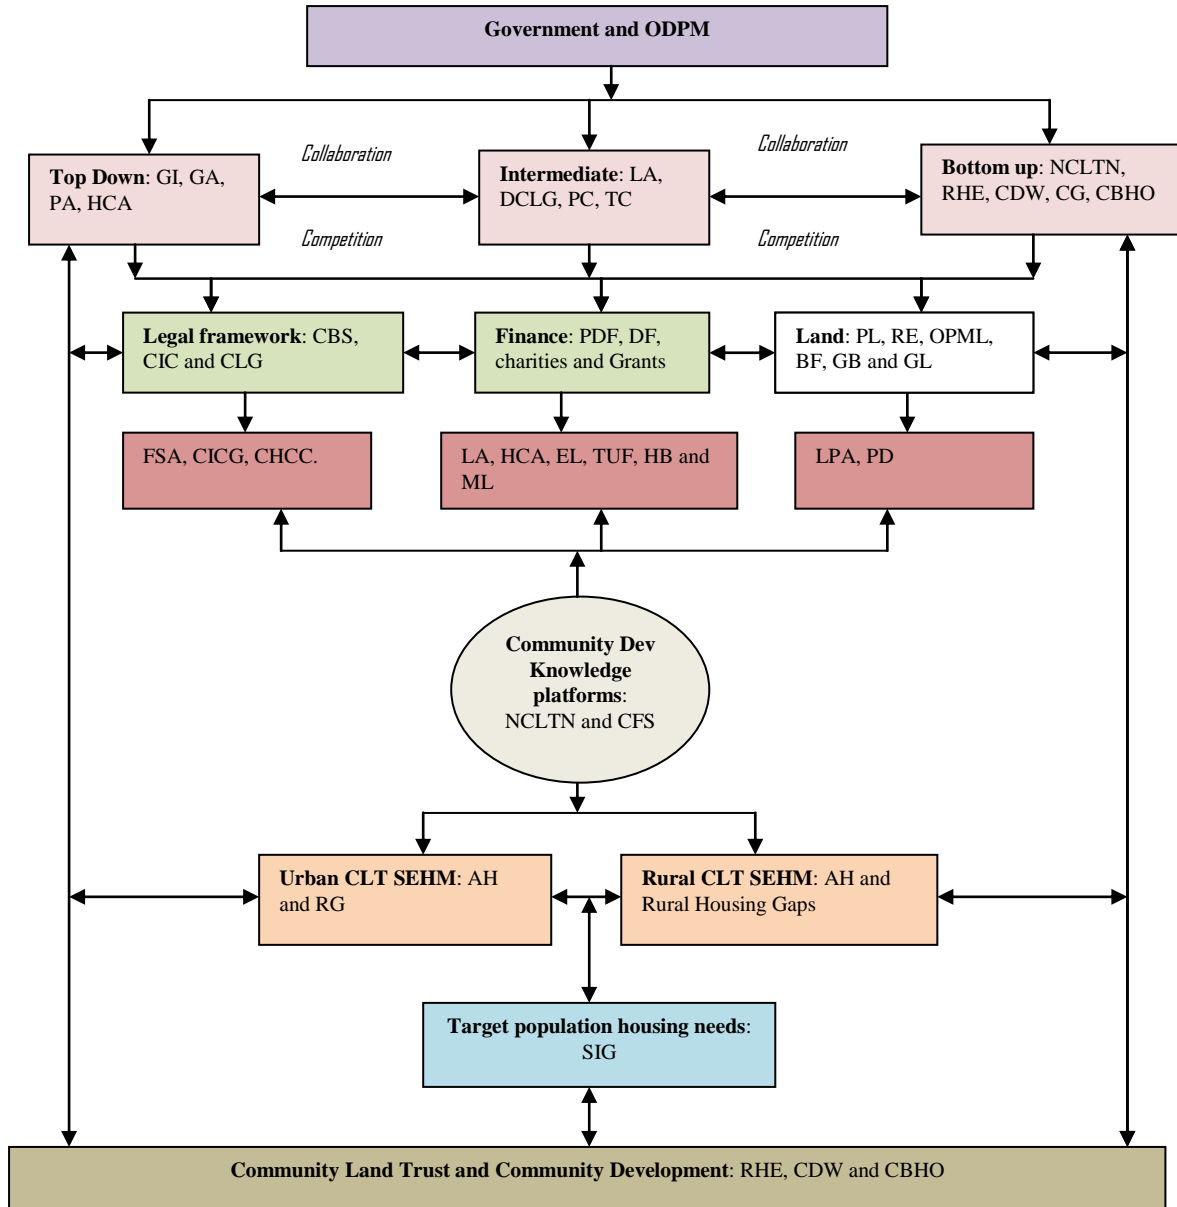 Government and ODPM
Collaboration
Collaboration
Top Down: GI, GA,
PA, HCA
Intermediate: LA,
DCLG, PC, TC
Bottom up: NCLTN,
RHE, CDW, CG, CBHO
Competition
Competition
Legal framework: CBS,
CIC and CLG
Finance: PDF, DF,
charities and Grants
Land: PL, RE, OPML,
BF, GB and GL
FSA, CICG, CHCC.
LA, HCA, EL, TUF, HB and
ML
LPA, PD
Community Dev
Knowledge
platforms:
NCLTN and CFS
Urban CLT SEHM: AH
and RG
Rural CLT SEHM: AH and
Rural Housing Gaps
Target population housing needs:
SIG
Community Land Trust and Community Development: RHE, CDW and CBHO